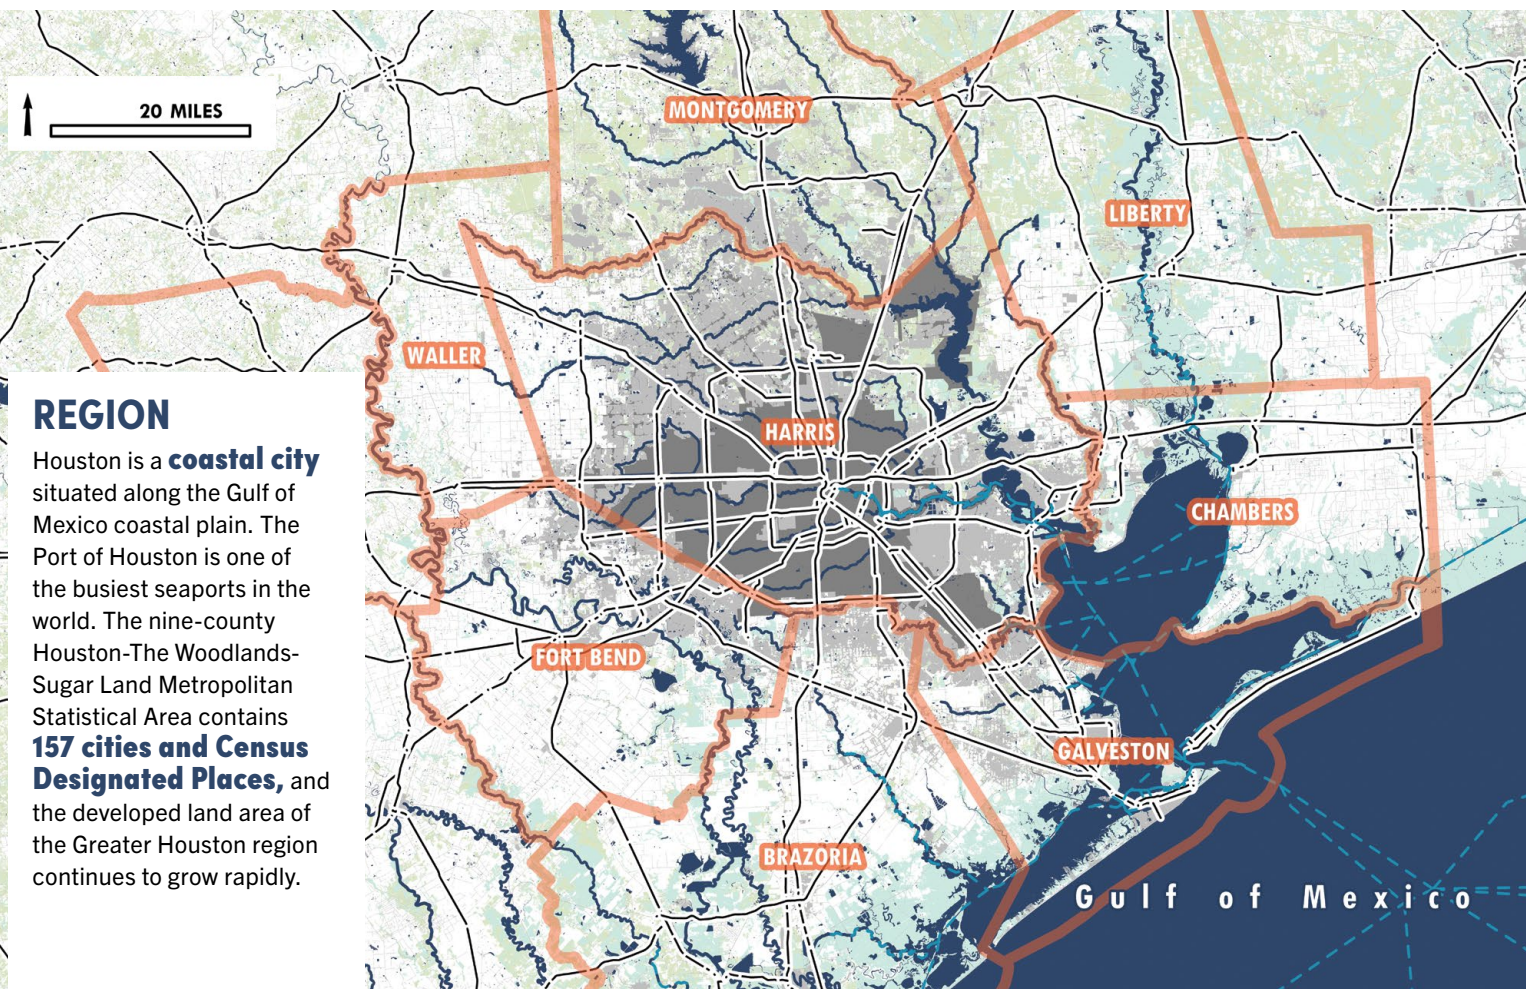 20 MILES
MONTGOMERY
LIBERTY
WALLER
HARRIS
CHAMBERS
FORT BEND
GALVESTON
BRAZORIA
Gulf of Mexico
REGION
Houston is a coastal city
situated along the Gulf of
Mexico coastal plain. The
Port of Houston is one of
the busiest seaports in the
world. The nine-county
Houston-The Woodlands-
Sugar Land Metropolitan
Statistical Area contains
157 cities and Census
Designated Places, and
the developed land area of
the Greater Houston region
continues to grow rapidly.